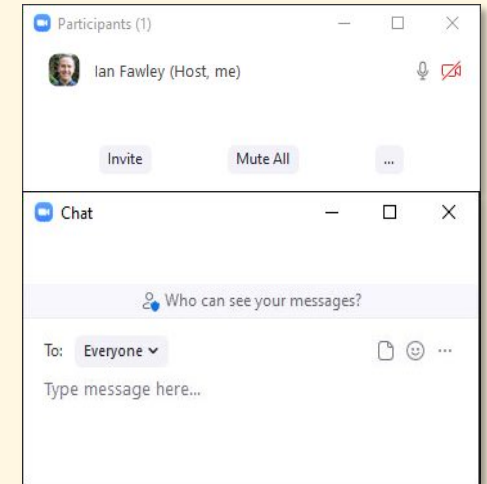 Participants (1)
Ian Fawley (Host, me)
Invite Mute All ...
Chat
Who can see your messages?
To: Everyone
...
Type message here...